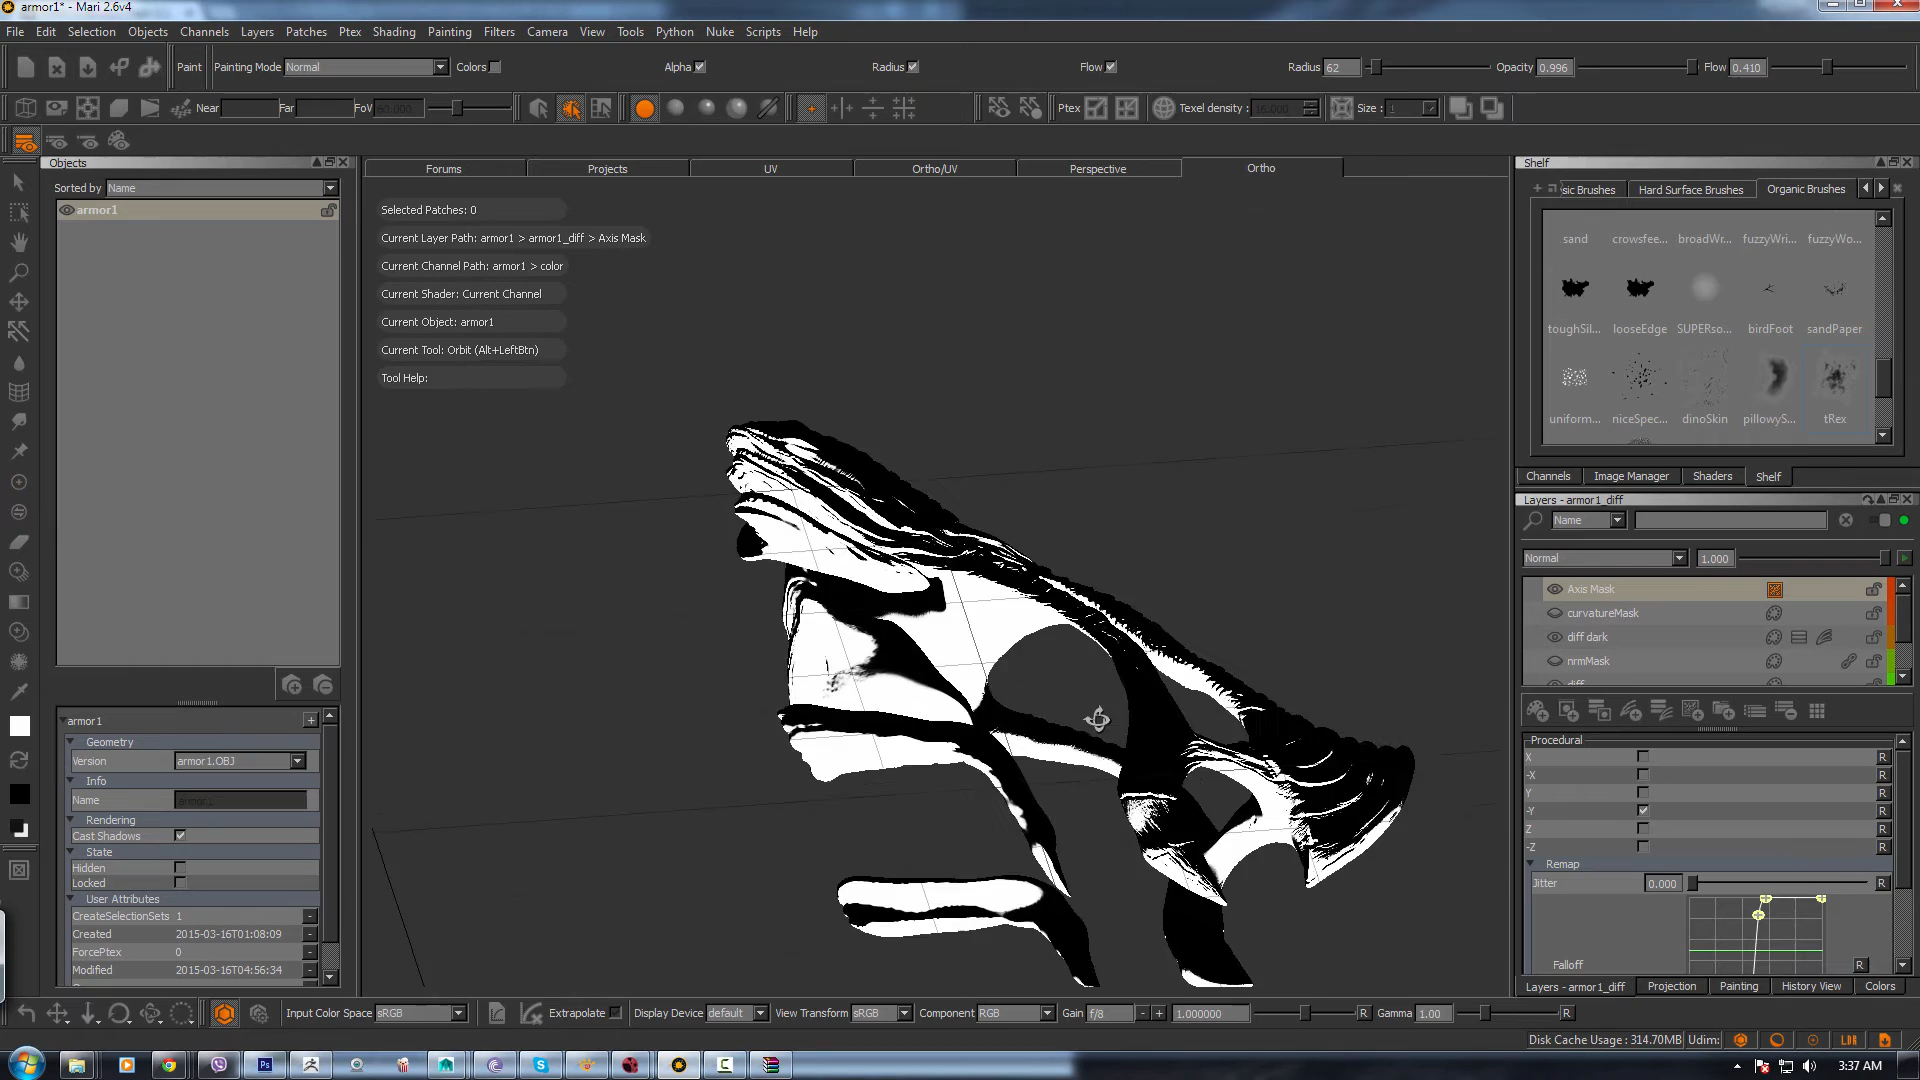 armor1* - Mari 2.6v4
File Edit Selection Objects Channels Layers Patches Ptex Shading Painting Filters Camera View Tools Python Nuke Scripts Help
Paint Painting Mode Normal Colors Alpha Radius Flow Radius 62 Opacity 0.996 Flow 0.410
Near Far FoV Ptex Texel density : Size : 1
Objects
Sorted by Name
armor1
Forums Projects UV Ortho/UV Perspective Ortho
Selected Patches: 0
Current Layer Path: armor1 > armor1_diff > Axis Mask
Current Channel Path: armor1 > color
Current Shader: Current Channel
Current Object: armor1
Current Tool: Orbit (Alt+LeftBtn)
Tool Help:
Shelf
sic Brushes Hard Surface Brushes Organic Brushes
sand crowsfee... broadWr... fuzzyWri... fuzzyWo...
toughSil... looseEdge SUPERso... birdFoot sandPaper
uniform... niceSpec... dinoSkin pillowyS... tRex
Channels Image Manager Shaders Shelf
Layers - armor1_diff
Name
Normal 1.000
Axis Mask
curvatureMask
diff dark
nrmMask
Procedural
X R
-X R
Y R
-Y R
Z R
-Z R
Remap
Jitter 0.000 R
Falloff R
Layers - armor1_diff Projection Painting History View Colors
armor1 +
Geometry
Version armor1.OBJ
Info
Name armor1
Rendering
Cast Shadows
State
Hidden
Locked
User Attributes
CreateSelectionSets 1 -
Created 2015-03-16T01:08:09 -
ForcePtex 0 -
Modified 2015-03-16T04:56:34 -
Input Color Space sRGB Extrapolate Display Device default View Transform sRGB Component RGB Gain f/8 - + 1.000000 R Gamma 1.00 R
Disk Cache Usage : 314.70MB Udim: LDR
Ps
3:37 AM